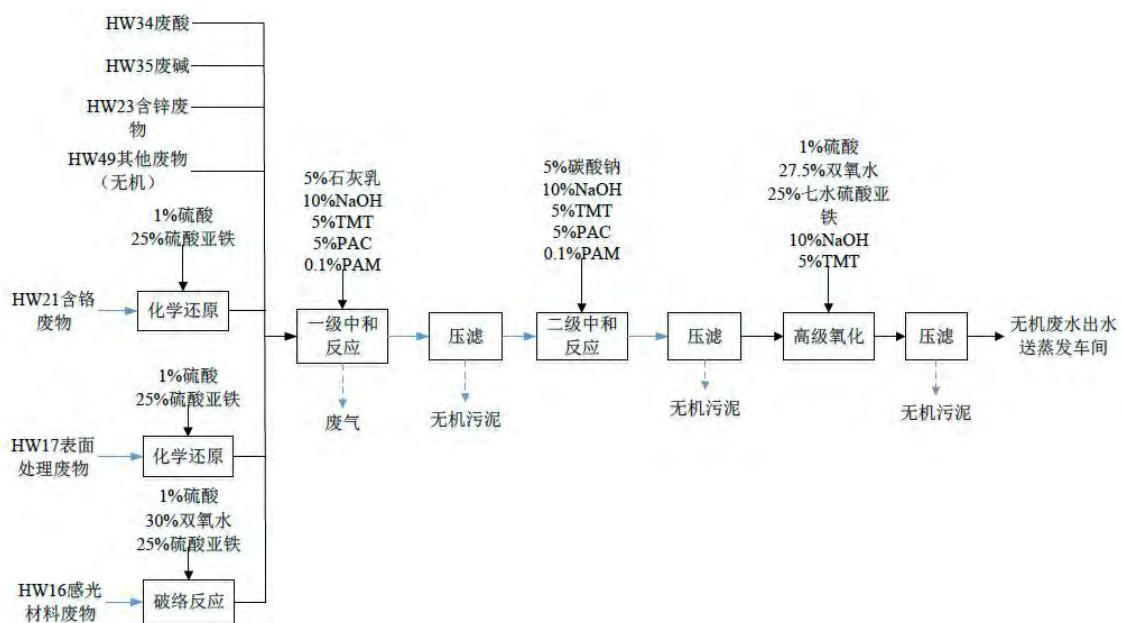 HW34废酸
HW35废碱
HW23含锌废
物
HW49其他废物
（无机）
1%硫酸
25%硫酸亚铁
HW21含铬
废物
化学还原
1%硫酸
25%硫酸亚铁
HW17表面
处理废物
化学还原
1%硫酸
30%双氧水
25%硫酸亚铁
HW16感光
材料废物
破络反应
5%石灰乳
10%NaOH
5%TMT
5%PAC
0.1%PAM
一级中和
反应
废气
压滤
无机污泥
5%碳酸钠
10%NaOH
5%TMT
5%PAC
0.1%PAM
二级中和
反应
压滤
无机污泥
1%硫酸
27.5%双氧水
25%七水硫酸亚
铁
10%NaOH
5%TMT
高级氧化
压滤
无机污泥
无机废水出水
送蒸发车间